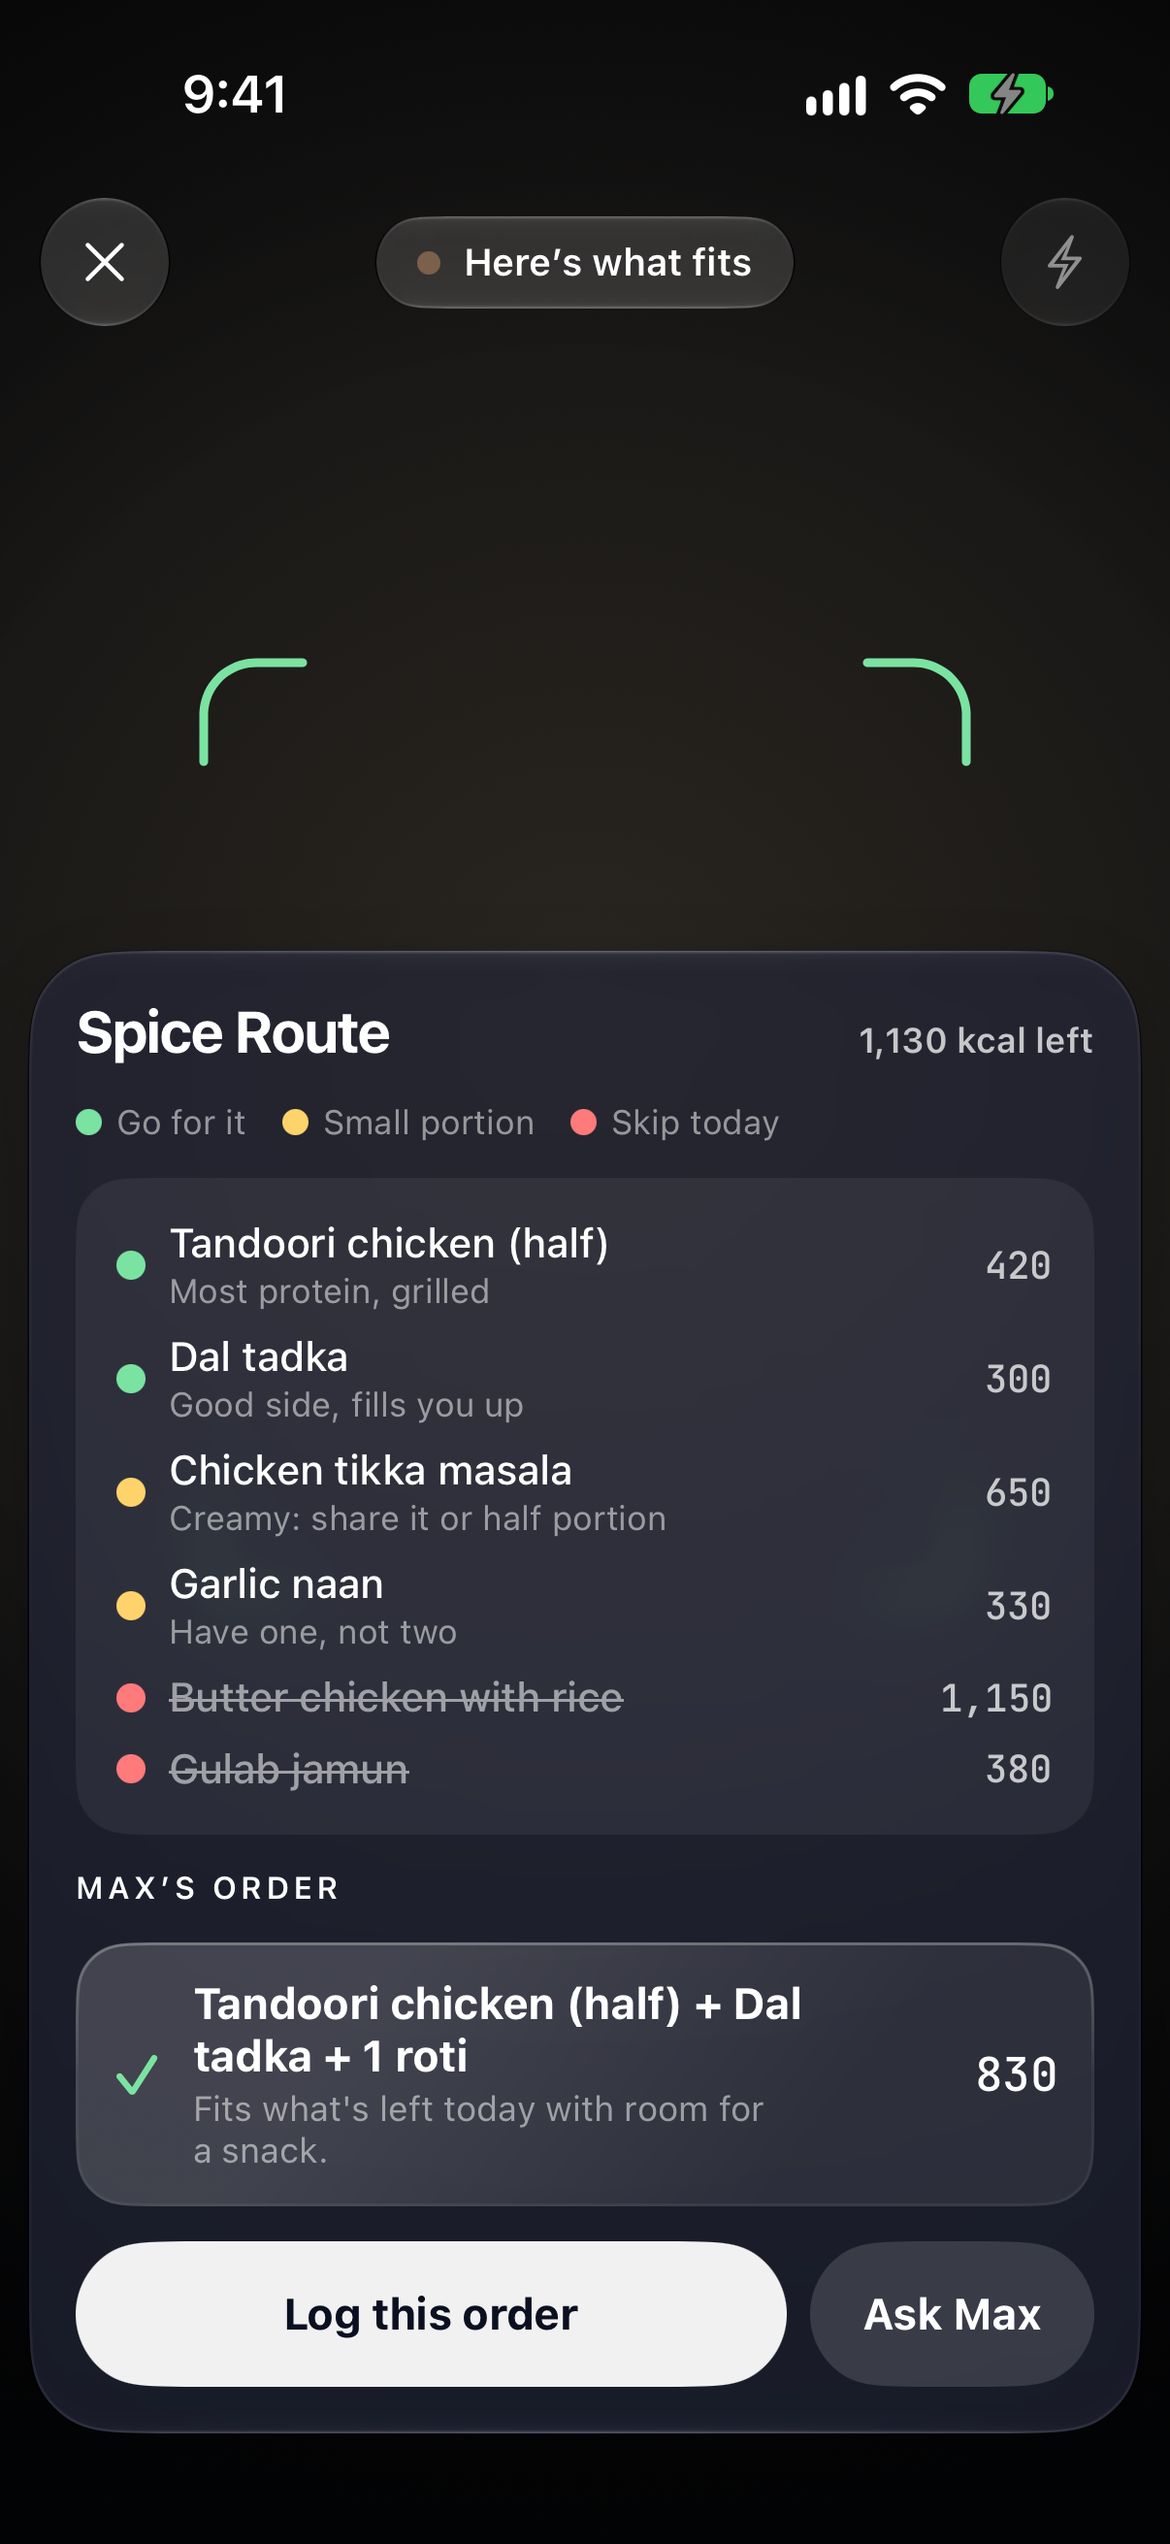 9:41
Here’s what fits
Spice Route
1,130 kcal left
Go for it
Small portion
Skip today
Tandoori chicken (half)
420
Most protein, grilled
Dal tadka
300
Good side, fills you up
Chicken tikka masala
650
Creamy: share it or half portion
Garlic naan
330
Have one, not two
Butter chicken with rice
1,150
Gulab jamun
380
MAX’S ORDER
Tandoori chicken (half) + Dal
tadka + 1 roti
830
Fits what's left today with room for
a snack.
Log this order
Ask Max